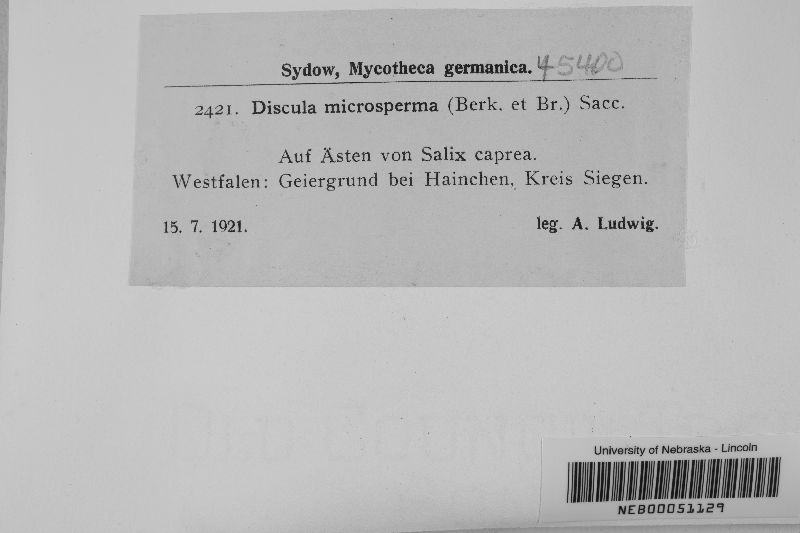 Sydow, Mycotheca germanica. 45400
2421. Discula microsperma (Berk. et Br.) Sacc.
Auf Ästen von Salix caprea.
Westfalen: Geiergrund bei Hainchen, Kreis Siegen.
15. 7. 1921. leg. A. Ludwig.
University of Nebraska - Lincoln
NEB00051129